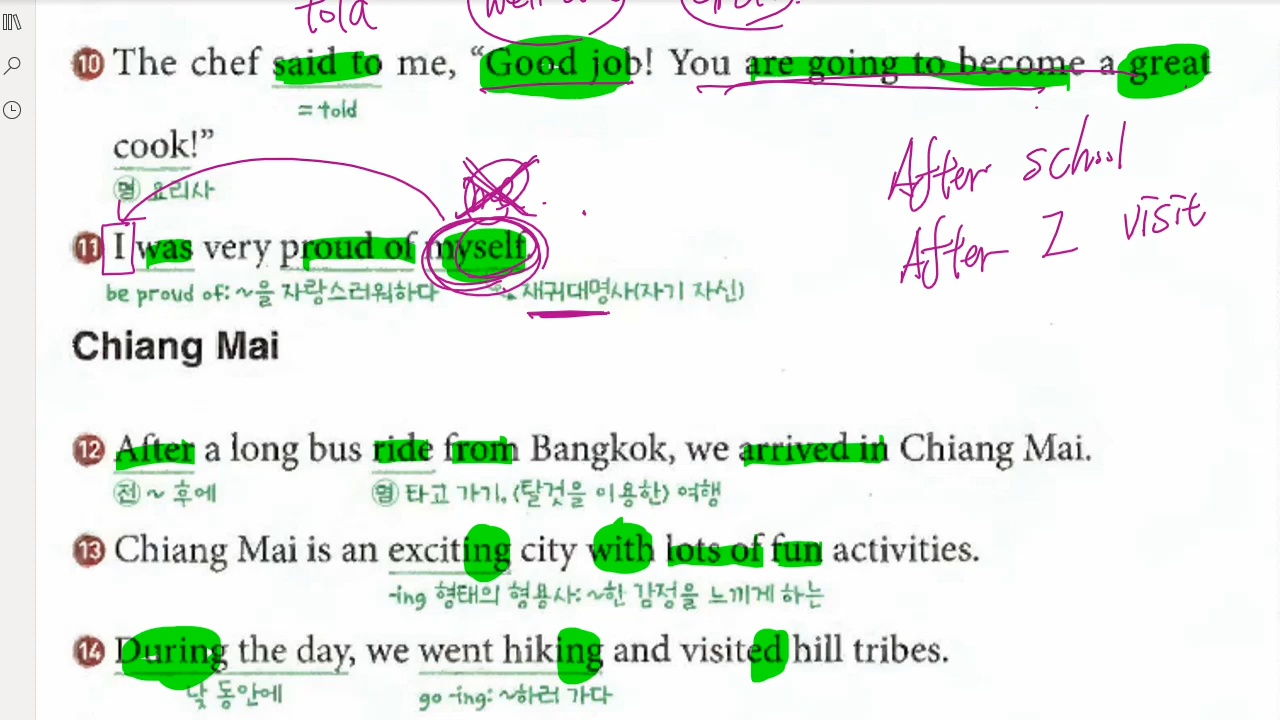 told
⑩ The chef said to me, “Good job! You are going to become a great
= told
cook!”
명 요리사
After school
After I visit
⑪ I was very proud of myself.
be proud of: ~을 자랑스러워하다 재귀대명사(자기 자신)
Chiang Mai
⑫ After a long bus ride from Bangkok, we arrived in Chiang Mai.
전 ~ 후에 명 타고 가기, (탈것을 이용한) 여행
⑬ Chiang Mai is an exciting city with lots of fun activities.
-ing 형태의 형용사: ~한 감정을 느끼게 하는
⑭ During the day, we went hiking and visited hill tribes.
낮 동안에 go -ing: ~하러 가다